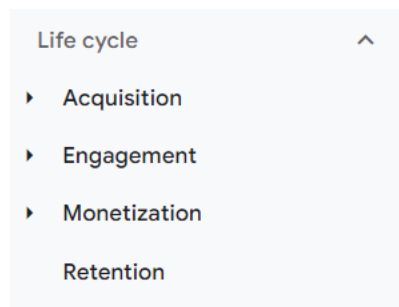 Life cycle
Acquisition
Engagement
Monetization
Retention